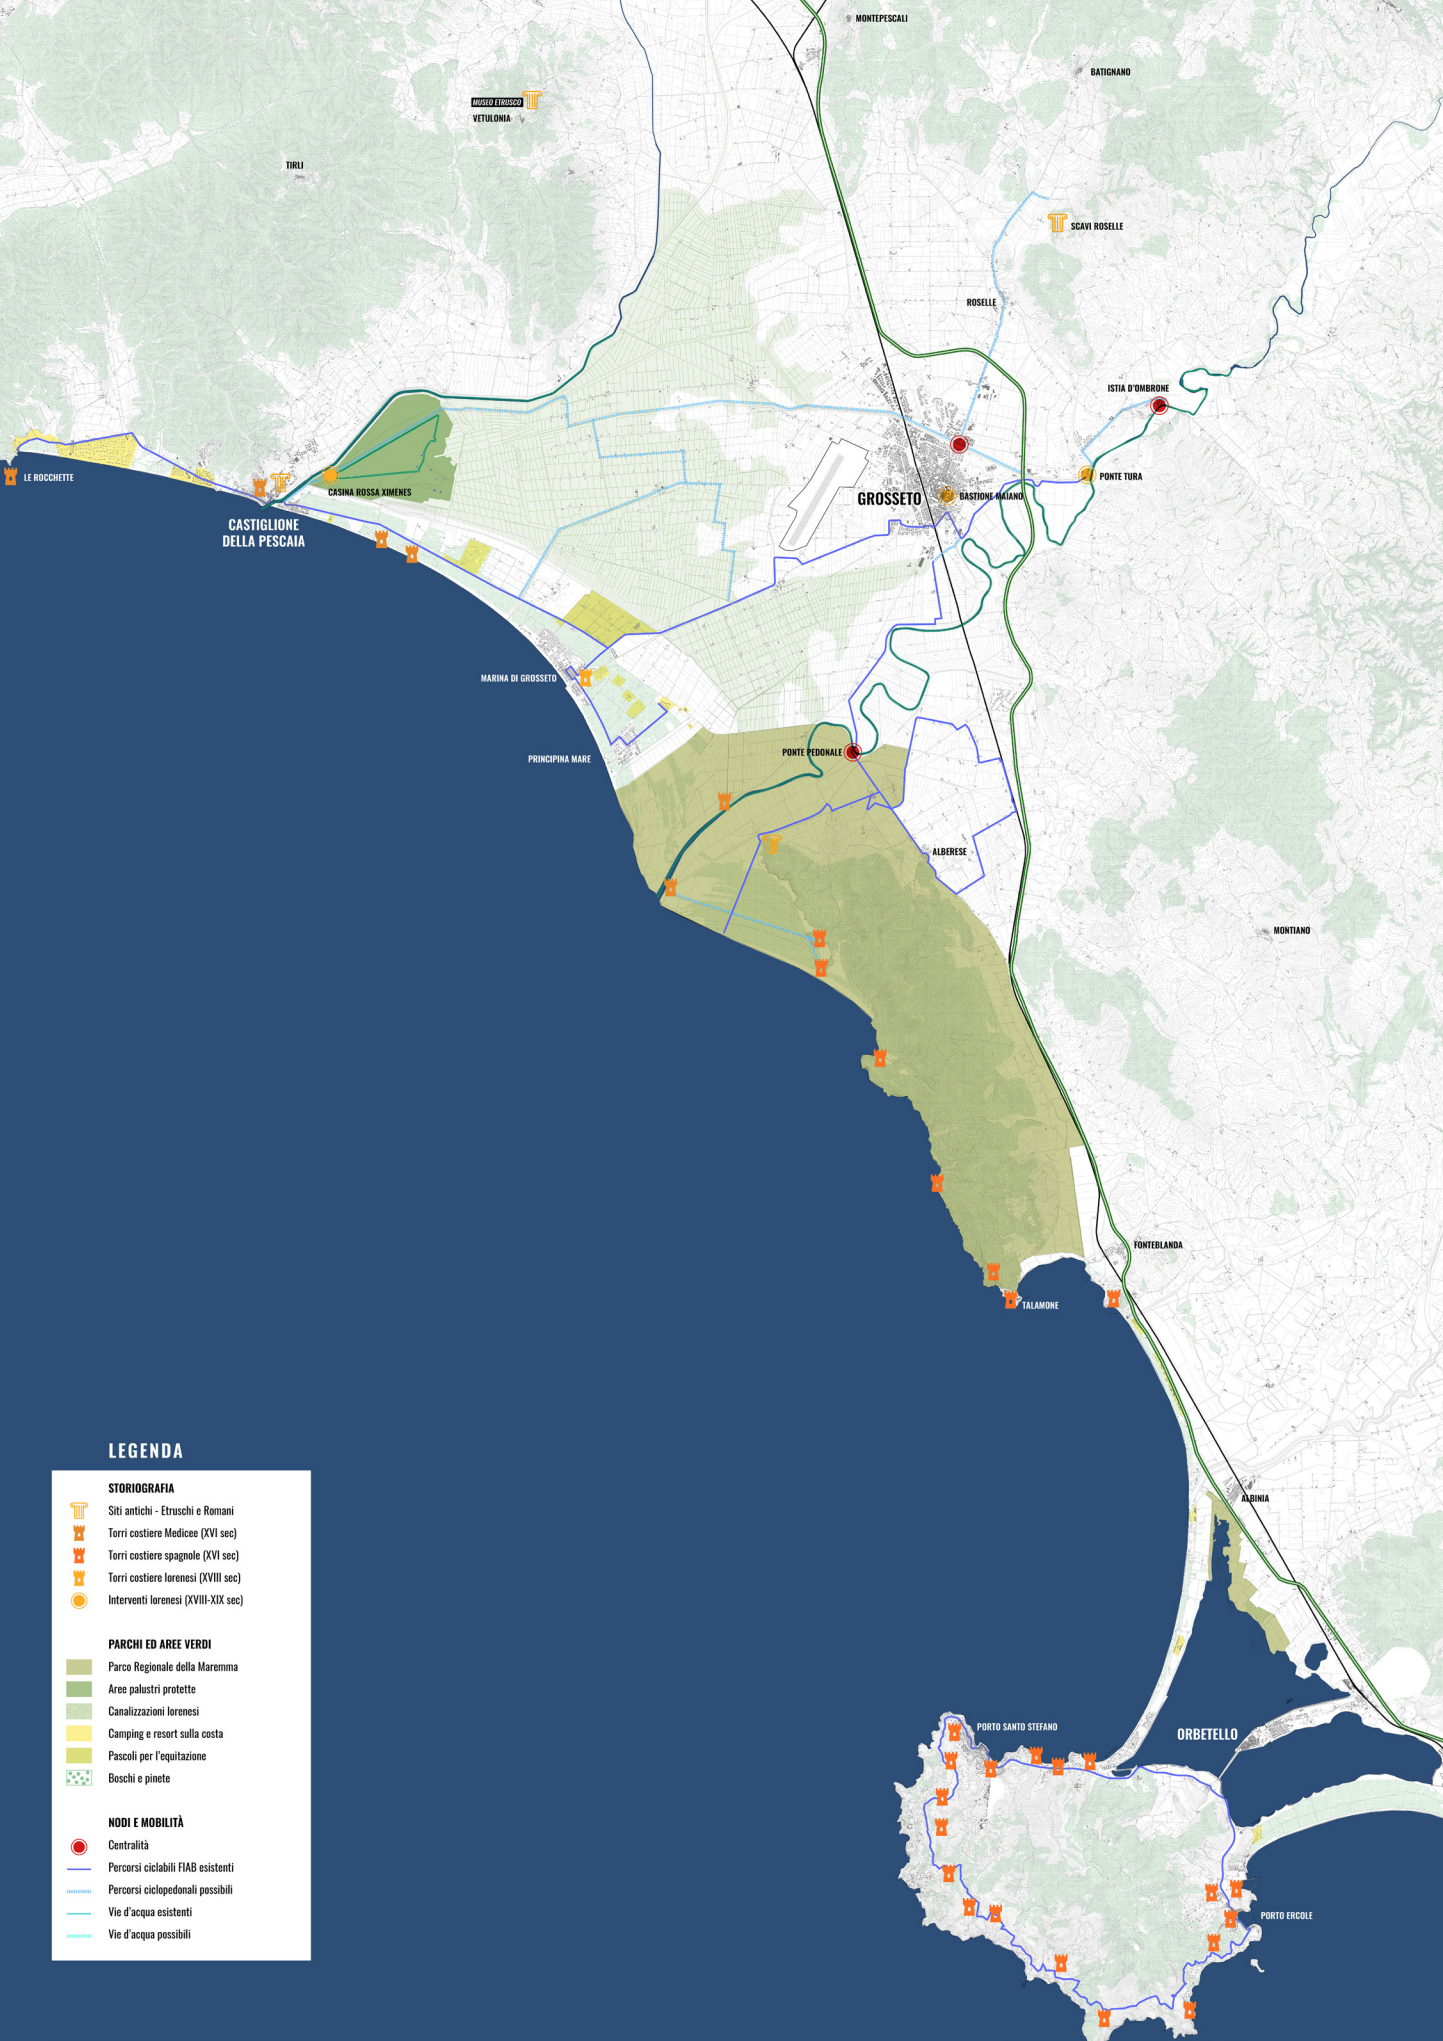 MONTEPESCALI
BATIGNANO
MUSEO ETRUSCO
VETULONIA
TIRLI
SCAVI ROSELLE
ROSELLE
ISTIA D'OMBRONE
LE ROCCHETTE
CASINA ROSSA XIMENES
PONTE TURA
GROSSETO
BASTIONE MAIANO
CASTIGLIONE
DELLA PESCAIA
MARINA DI GROSSETO
PONTE PEDONALE
PRINCIPINA MARE
ALBERESE
MONTIANO
FONTEBLANDA
TALAMONE
ALBINIA
PORTO SANTO STEFANO
ORBETELLO
PORTO ERCOLE
LEGENDA
STORIOGRAFIA
Siti antichi - Etruschi e Romani
Torri costiere Medicee (XVI sec)
Torri costiere spagnole (XVI sec)
Torri costiere lorenesi (XVIII sec)
Interventi lorenesi (XVIII-XIX sec)
PARCHI ED AREE VERDI
Parco Regionale della Maremma
Aree palustri protette
Canalizzazioni lorenesi
Camping e resort sulla costa
Pascoli per l'equitazione
Boschi e pinete
NODI E MOBILITÀ
Centralità
Percorsi ciclabili FIAB esistenti
Percorsi ciclopedonali possibili
Vie d'acqua esistenti
Vie d'acqua possibili